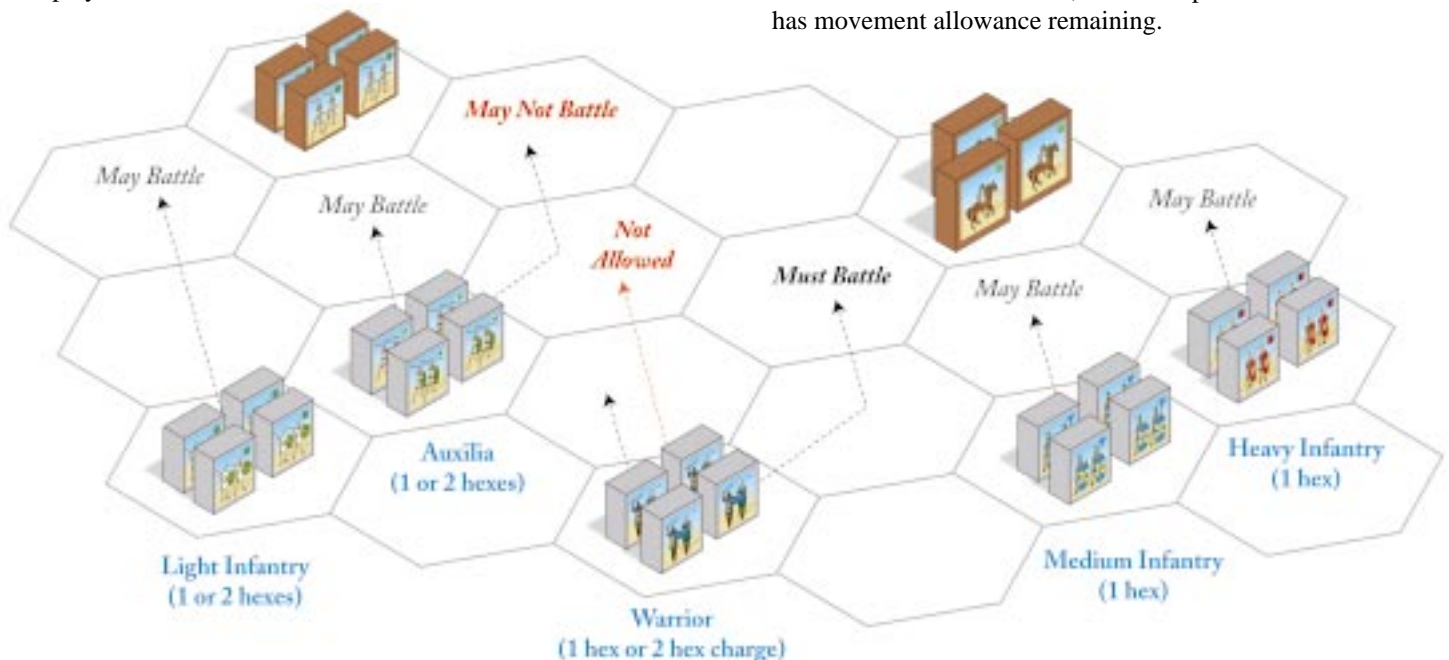 has movement allowance remaining.
May Not Battle
May Battle
May Battle
May Battle
Not
Allowed
Must Battle
May Battle
Auxilia
(1 or 2 hexes)
Heavy Infantry
(1 hex)
Light Infantry
(1 or 2 hexes)
Medium Infantry
(1 hex)
Warrior
(1 hex or 2 hex charge)